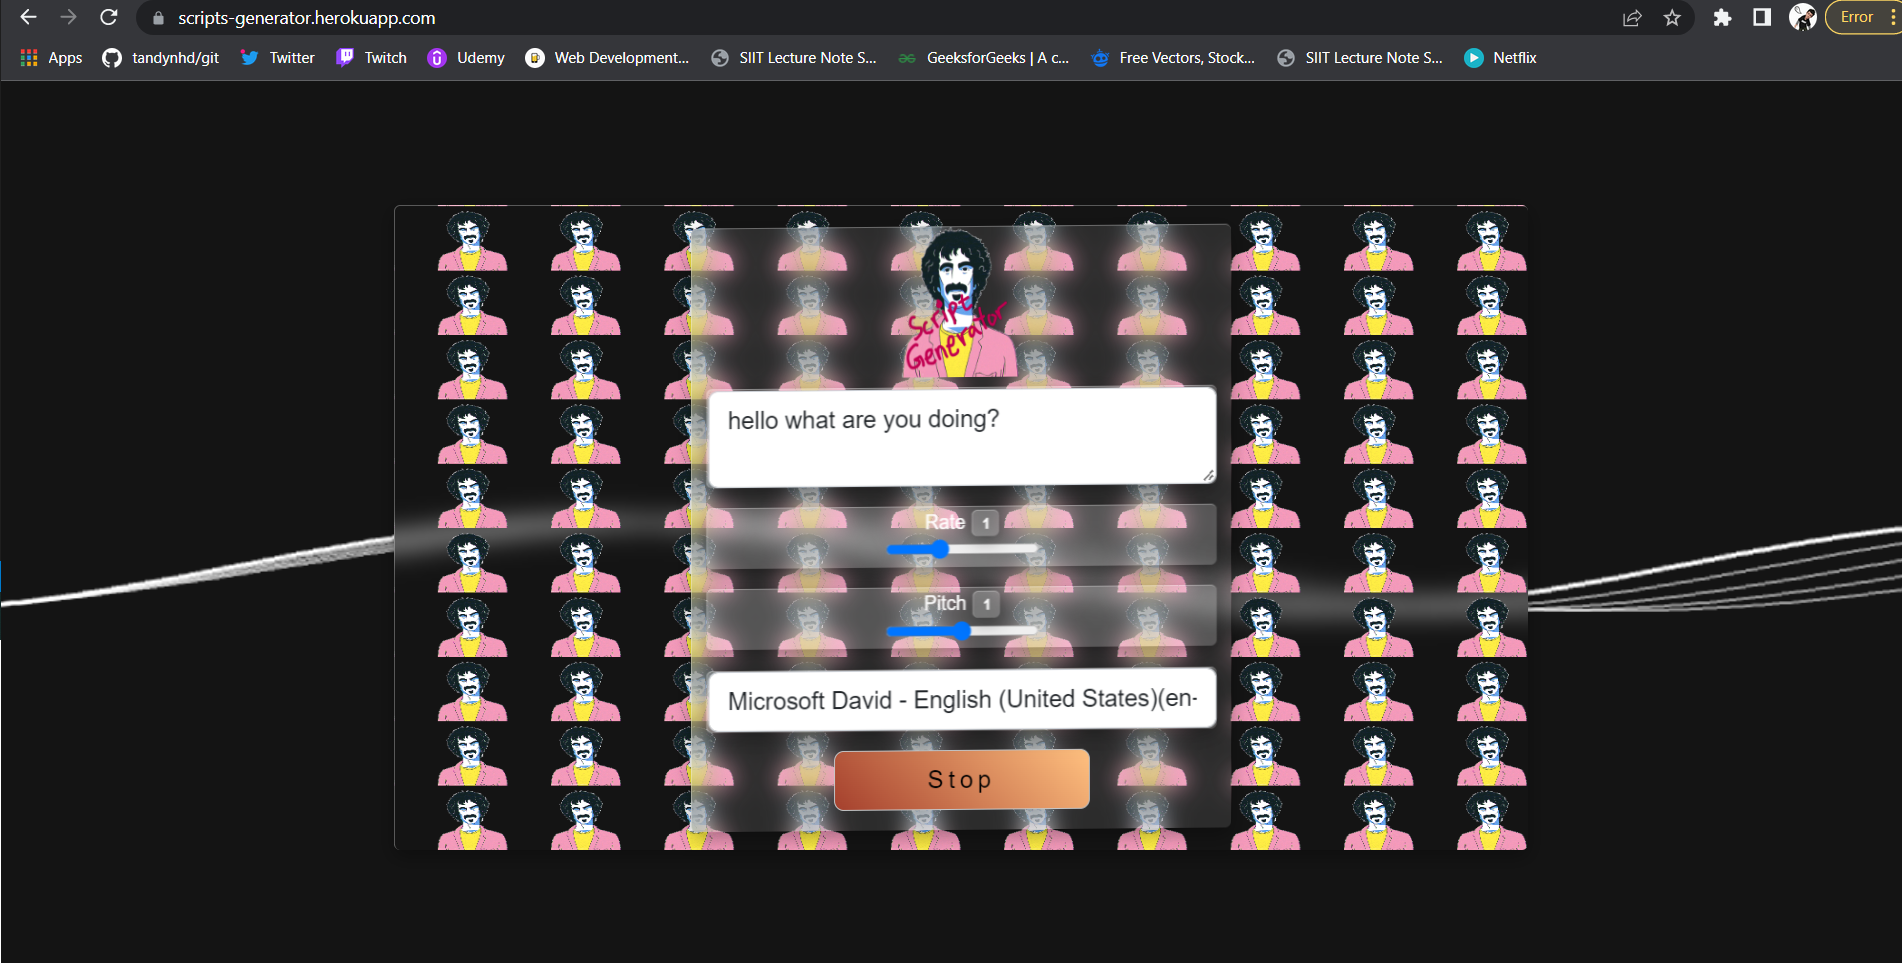 scripts-generator.herokuapp.com
Error
Apps tandynhd/git Twitter Twitch Udemy Web Development... SIIT Lecture Note S... GeeksforGeeks | A c... Free Vectors, Stock... SIIT Lecture Note S... Netflix
Script
Generator
hello what are you doing?
Rate 1
Pitch 1
Microsoft David - English (United States)(en-
Stop